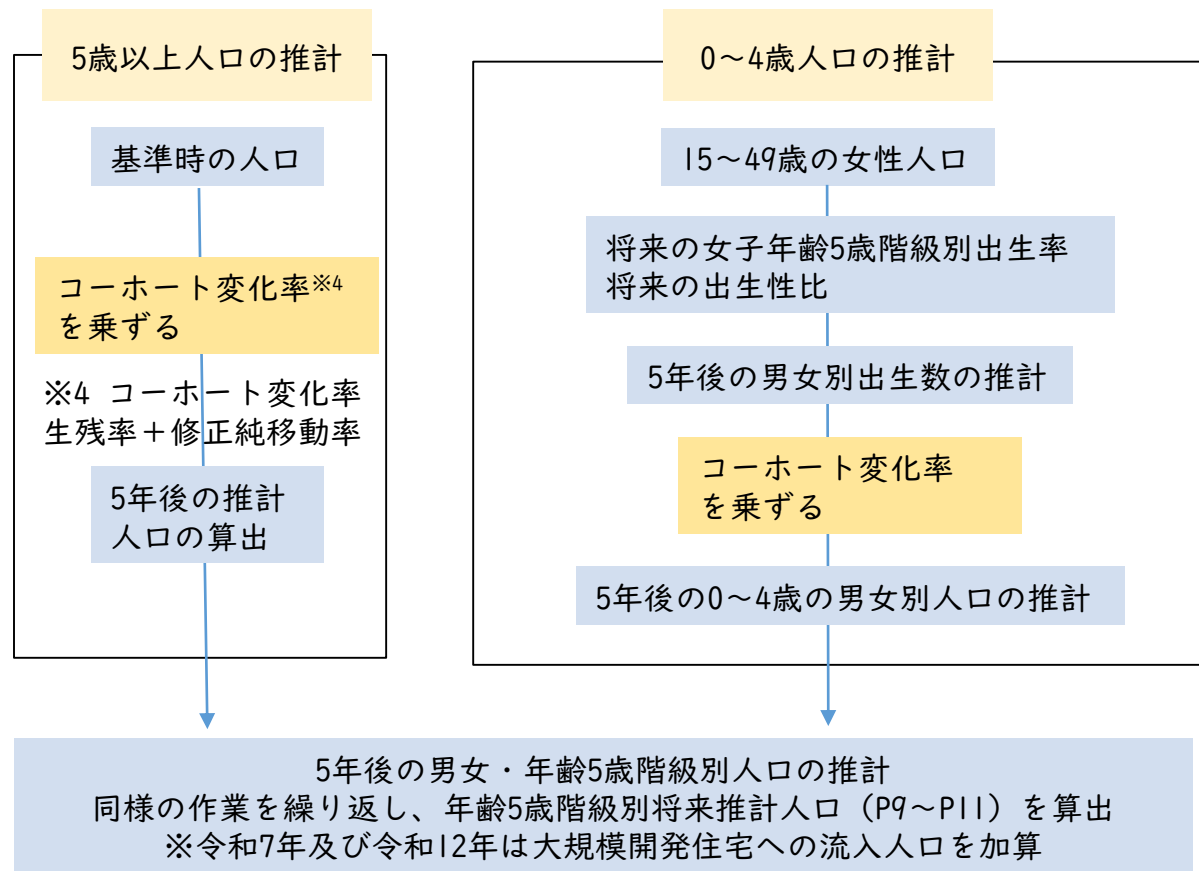 5歳以上人口の推計
基準時の人口
コーホート変化率※4
を乗ずる
※4 コーホート変化率
生残率＋修正純移動率
5年後の推計
人口の算出
0～4歳人口の推計
15～49歳の女性人口
将来の女子年齢5歳階級別出生率
将来の出生性比
5年後の男女別出生数の推計
コーホート変化率
を乗ずる
5年後の0～4歳の男女別人口の推計
5年後の男女・年齢5歳階級別人口の推計
同様の作業を繰り返し、年齢5歳階級別将来推計人口（P9～P11）を算出
※令和7年及び令和12年は大規模開発住宅への流入人口を加算